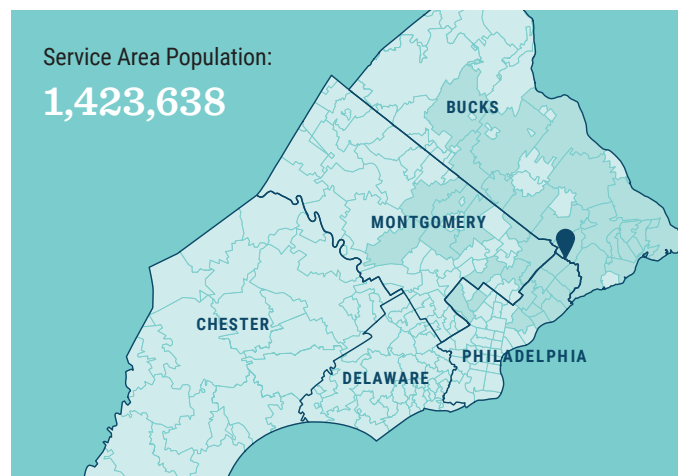 Service Area Population:
1,423,638
BUCKS
MONTGOMERY
CHESTER
PHILADELPHIA
DELAWARE